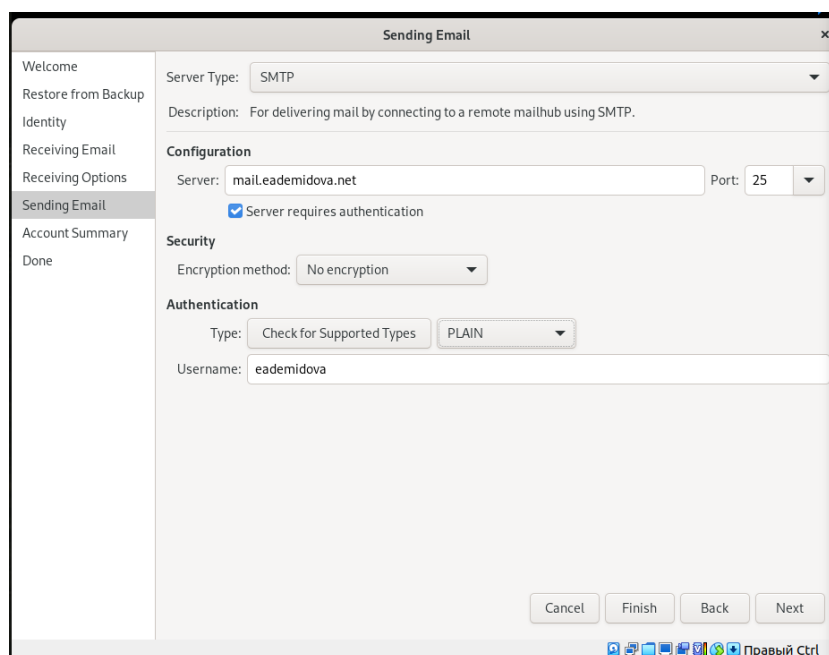 Sending Email
Welcome
Restore from Backup
Identity
Receiving Email
Receiving Options
Sending Email
Account Summary
Done
Server Type: SMTP
Description: For delivering mail by connecting to a remote mailhub using SMTP.
Configuration
Server: mail.eademidova.net Port: 25
Server requires authentication
Security
Encryption method: No encryption
Authentication
Type: Check for Supported Types PLAIN
Username: eademidova
Cancel Finish Back Next
Правый Ctrl